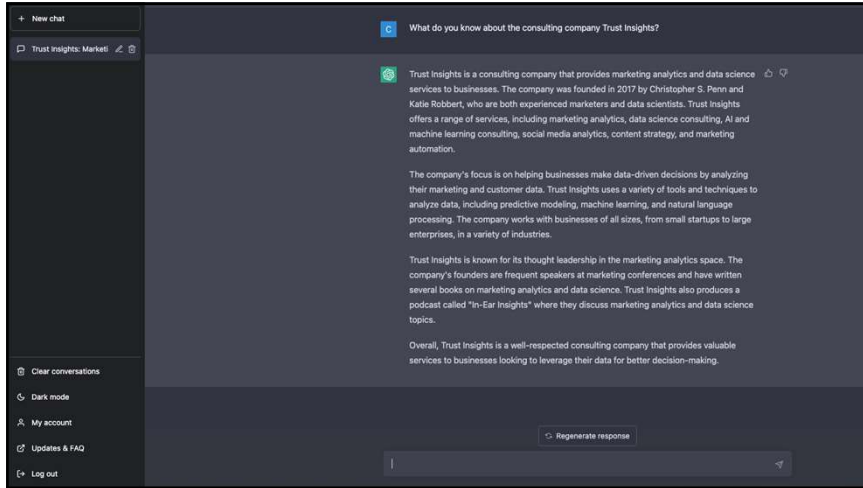 + New chat
Trust Insights: Marketi
Clear conversations
Dark mode
My account
Updates & FAQ
Log out
C
What do you know about the consulting company Trust Insights?
Trust Insights is a consulting company that provides marketing analytics and data science
services to businesses. The company was founded in 2017 by Christopher S. Penn and
Katie Robbert, who are both experienced marketers and data scientists. Trust Insights
offers a range of services, including marketing analytics, data science consulting, AI and
machine learning consulting, social media analytics, content strategy, and marketing
automation.
The company's focus is on helping businesses make data-driven decisions by analyzing
their marketing and customer data. Trust Insights uses a variety of tools and techniques to
analyze data, including predictive modeling, machine learning, and natural language
processing. The company works with businesses of all sizes, from small startups to large
enterprises, in a variety of industries.
Trust Insights is known for its thought leadership in the marketing analytics space. The
company's founders are frequent speakers at marketing conferences and have written
several books on marketing analytics and data science. Trust Insights also produces a
podcast called "In-Ear Insights" where they discuss marketing analytics and data science
topics.
Overall, Trust Insights is a well-respected consulting company that provides valuable
services to businesses looking to leverage their data for better decision-making.
Regenerate response